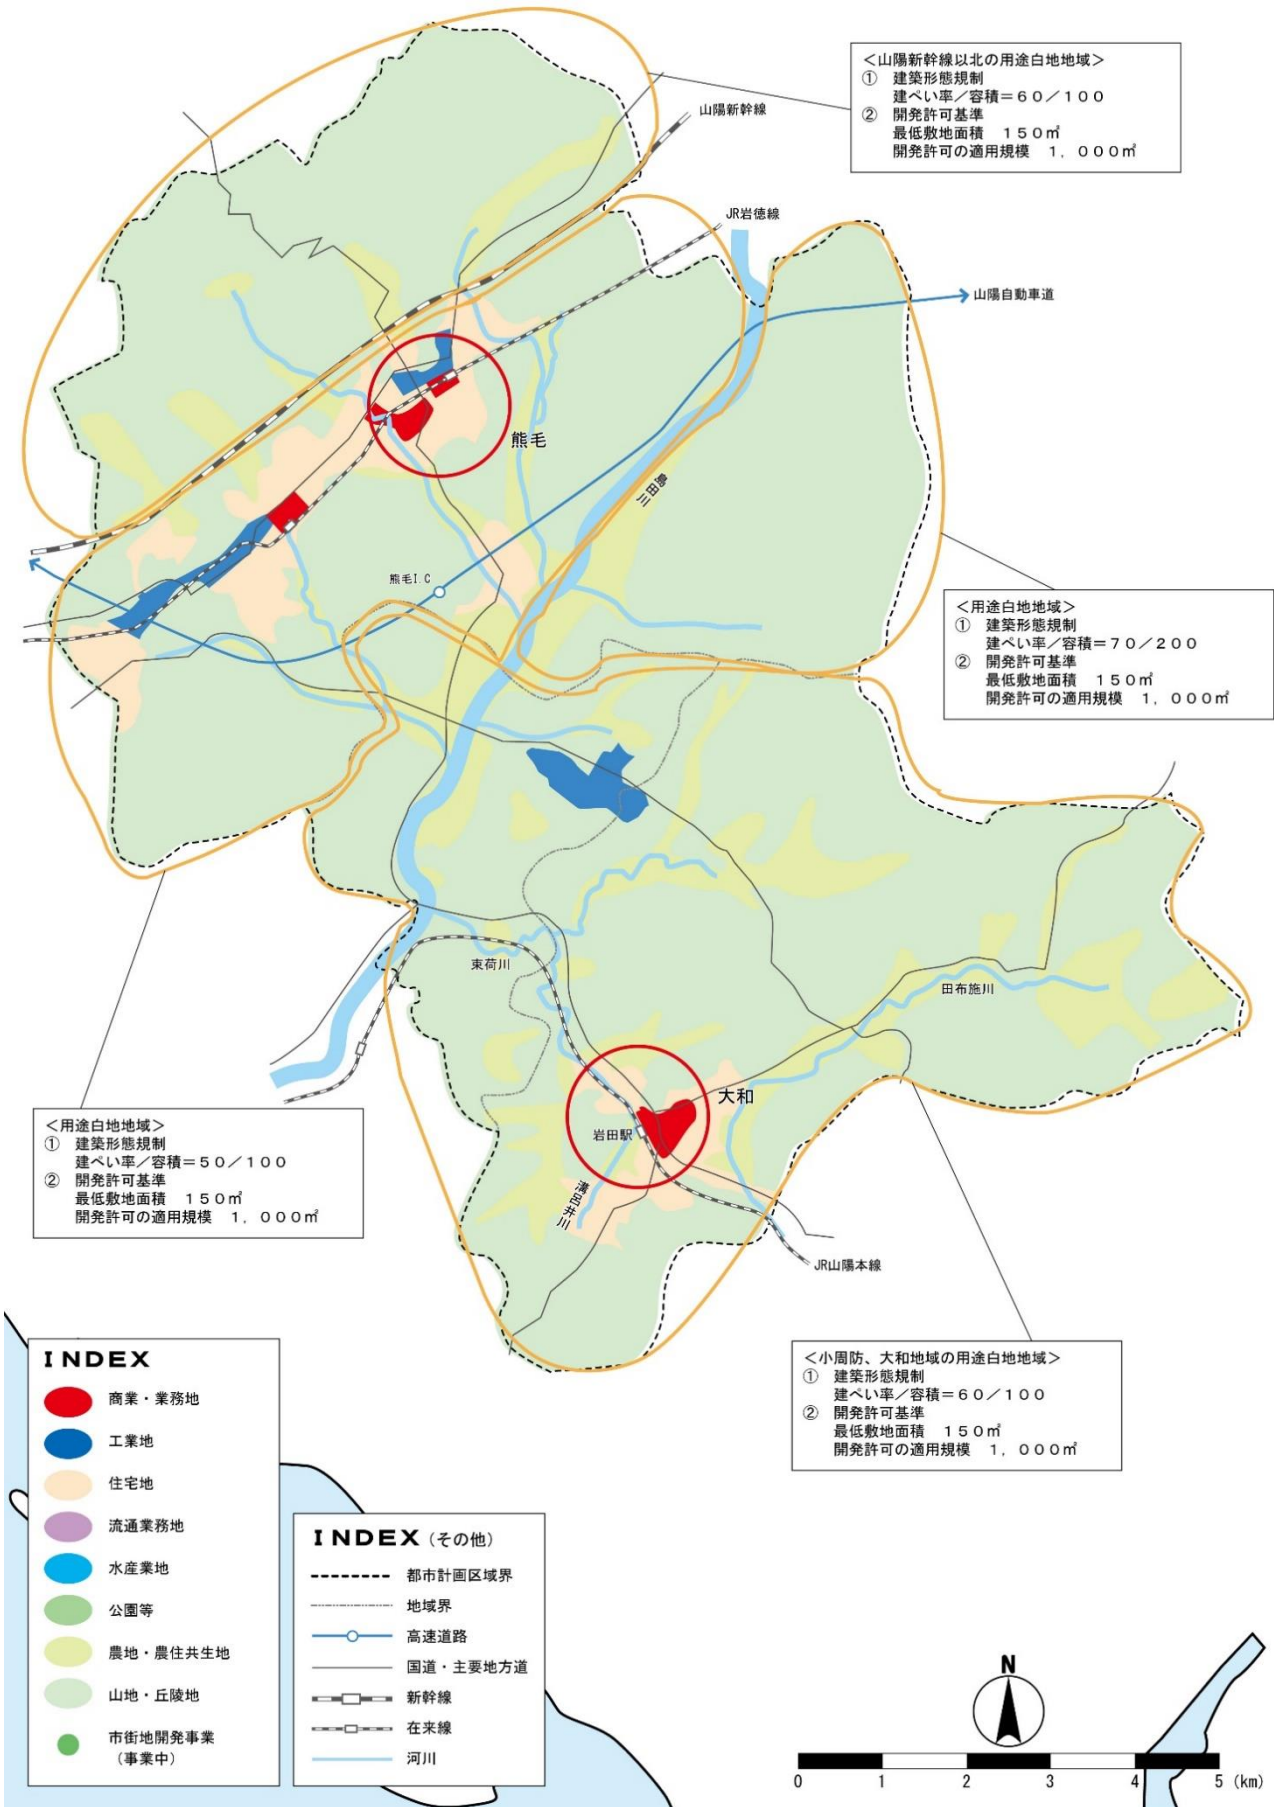 ＜山陽新幹線以北の用途白地地域＞
① 建築形態規制
建ぺい率／容積＝６０／１００
② 開発許可基準
最低敷地面積 １５０㎡
開発許可の適用規模 １，０００㎡
山陽新幹線
JR岩徳線
山陽自動車道
熊毛
島田川
熊毛I.C
＜用途白地地域＞
① 建築形態規制
建ぺい率／容積＝７０／２００
② 開発許可基準
最低敷地面積 １５０㎡
開発許可の適用規模 １，０００㎡
束荷川
田布施川
大和
岩田駅
溝呂井川
JR山陽本線
＜用途白地地域＞
① 建築形態規制
建ぺい率／容積＝５０／１００
② 開発許可基準
最低敷地面積 １５０㎡
開発許可の適用規模 １，０００㎡
＜小周防、大和地域の用途白地地域＞
① 建築形態規制
建ぺい率／容積＝６０／１００
② 開発許可基準
最低敷地面積 １５０㎡
開発許可の適用規模 １，０００㎡
INDEX
商業・業務地
工業地
住宅地
流通業務地
水産業地
公園等
農地・農住共生地
山地・丘陵地
市街地開発事業
（事業中）
INDEX（その他）
都市計画区域界
地域界
高速道路
国道・主要地方道
新幹線
在来線
河川
N
0 1 2 3 4 5 (km)